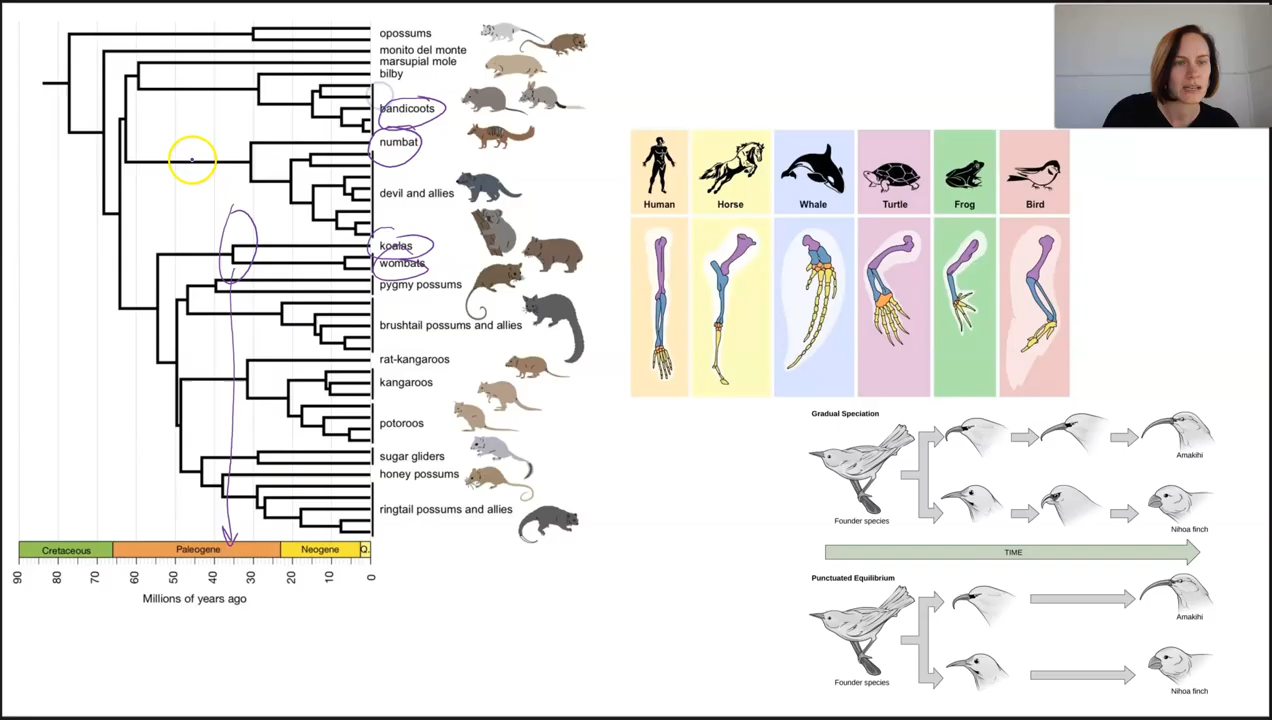 opossums
monito del monte
marsupial mole
bilby
bandicoots
numbat
devil and allies
koalas
wombats
pygmy possums
brushtail possums and allies
rat-kangaroos
kangaroos
potoroos
sugar gliders
honey possums
ringtail possums and allies
Cretaceous Paleogene Neogene Q.
90 80 70 60 50 40 30 20 10 0
Millions of years ago
Human Horse Whale Turtle Frog Bird
Gradual Speciation
Amakihi
Founder species
Nihoa finch
TIME
Punctuated Equilibrium
Amakihi
Founder species
Nihoa finch